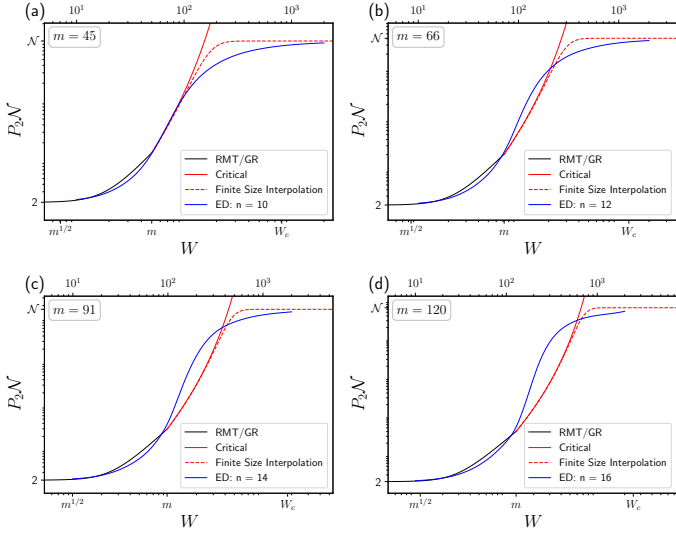 (a)
10¹ 10² 10³
m = 45
𝒩
P₂𝒩
2
RMT/GR
Critical
Finite Size Interpolation
ED: n = 10
m^{1/2} m W_c
W
(b)
10¹ 10² 10³
m = 66
𝒩
P₂𝒩
2
RMT/GR
Critical
Finite Size Interpolation
ED: n = 12
m^{1/2} m W_c
W
(c)
10¹ 10² 10³
m = 91
𝒩
P₂𝒩
2
RMT/GR
Critical
Finite Size Interpolation
ED: n = 14
m^{1/2} m W_c
W
(d)
10¹ 10² 10³
m = 120
𝒩
P₂𝒩
2
RMT/GR
Critical
Finite Size Interpolation
ED: n = 16
m^{1/2} m W_c
W